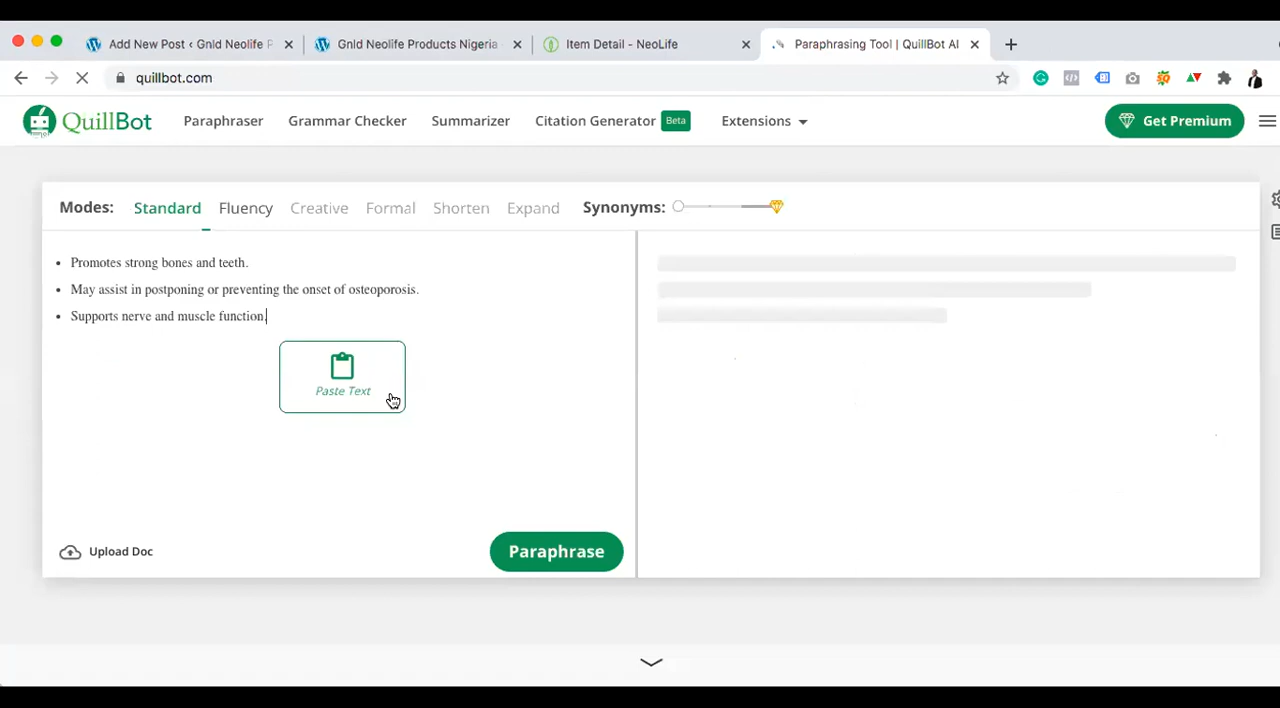 Add New Post ‹ Gnld Neolife P
Gnld Neolife Products Nigeria
Item Detail - NeoLife
Paraphrasing Tool | QuillBot AI
quillbot.com
QuillBot
Paraphraser
Grammar Checker
Summarizer
Citation Generator Beta
Extensions
Get Premium
Modes: Standard Fluency Creative Formal Shorten Expand Synonyms:
• Promotes strong bones and teeth.
• May assist in postponing or preventing the onset of osteoporosis.
• Supports nerve and muscle function.
Paste Text
Upload Doc
Paraphrase